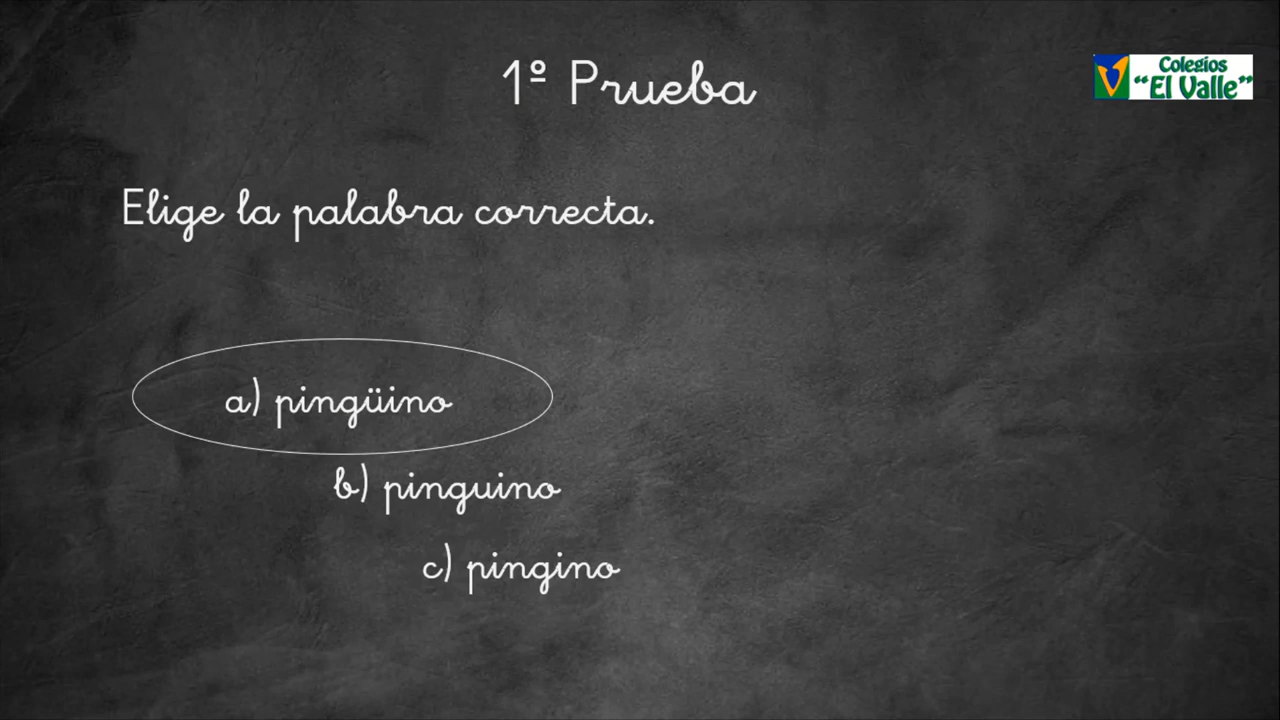 1º Prueba
Colegios
"El Valle"
Elige la palabra correcta.
a) pingüino
b) pinguino
c) pingino